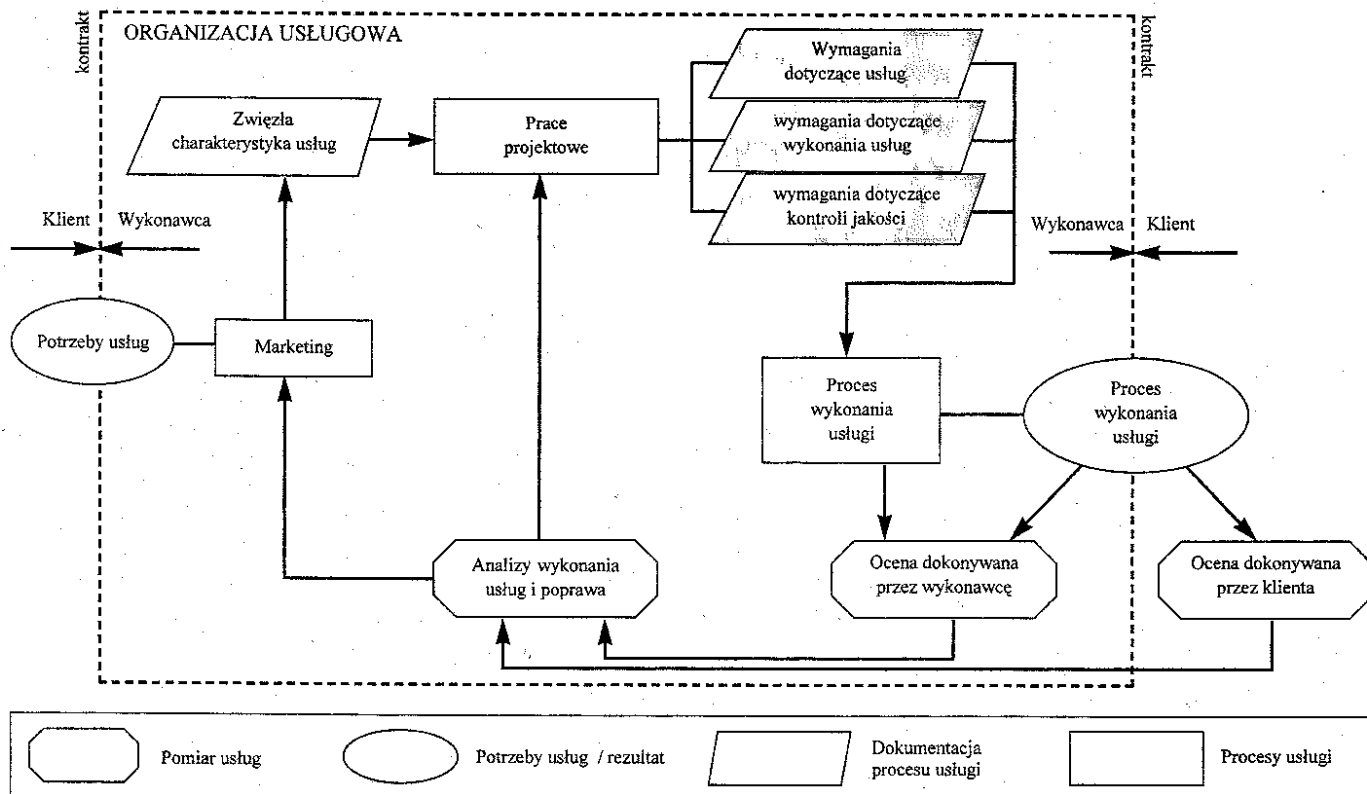 kontrakt
kontrakt
ORGANIZACJA USŁUGOWA
Zwięzła
charakterystyka usług
Prace
projektowe
Wymagania
dotyczące usług
wymagania dotyczące
wykonania usług
wymagania dotyczące
kontroli jakości
Klient
Wykonawca
Wykonawca
Klient
Potrzeby usług
Marketing
Proces
wykonania
usługi
Proces
wykonania
usługi
Analizy wykonania
usług i poprawa
Ocena dokonywana
przez wykonawcę
Ocena dokonywana
przez klienta
Pomiar usług
Potrzeby usług / rezultat
Dokumentacja
procesu usługi
Procesy usługi